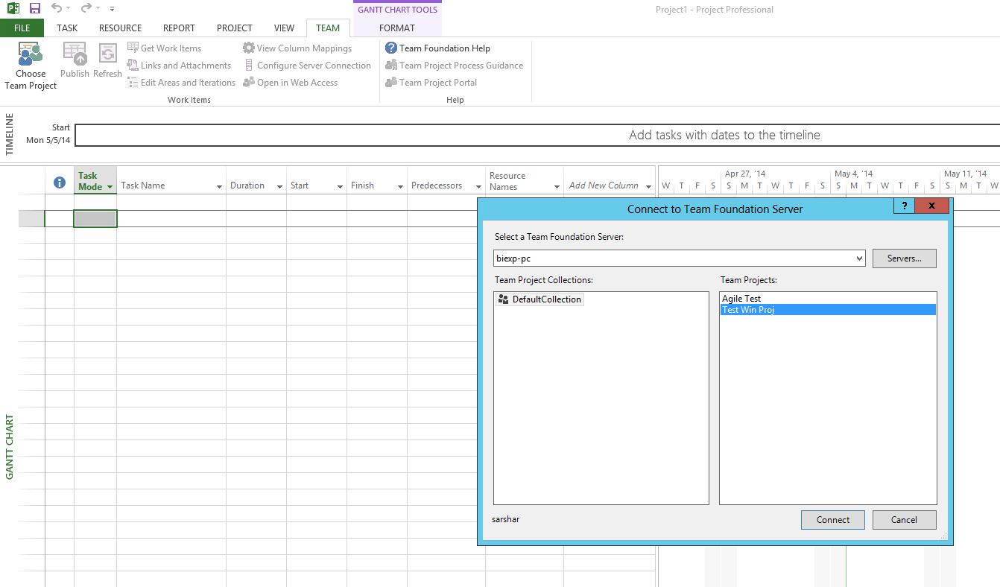 GANTT CHART TOOLS
Project1 - Project Professional
FILE TASK RESOURCE REPORT PROJECT VIEW TEAM FORMAT
Choose
Team Project
Publish
Refresh
Get Work Items
Links and Attachments
Edit Areas and Iterations
View Column Mappings
Configure Server Connection
Open in Web Access
Work Items
Team Foundation Help
Team Project Process Guidance
Team Project Portal
Help
TIMELINE
Start
Mon 5/5/14
Add tasks with dates to the timeline
Task
Mode
Task Name
Duration
Start
Finish
Predecessors
Resource
Names
Add New Column
Apr 27, '14 May 4, '14 May 11, '14
W T F S S M T W T F S S M T W T F S S M T W
GANTT CHART
Connect to Team Foundation Server
? X
Select a Team Foundation Server:
biexp-pc
Servers...
Team Project Collections:
DefaultCollection
Team Projects:
Agile Test
Test Win Proj
sarshar
Connect
Cancel